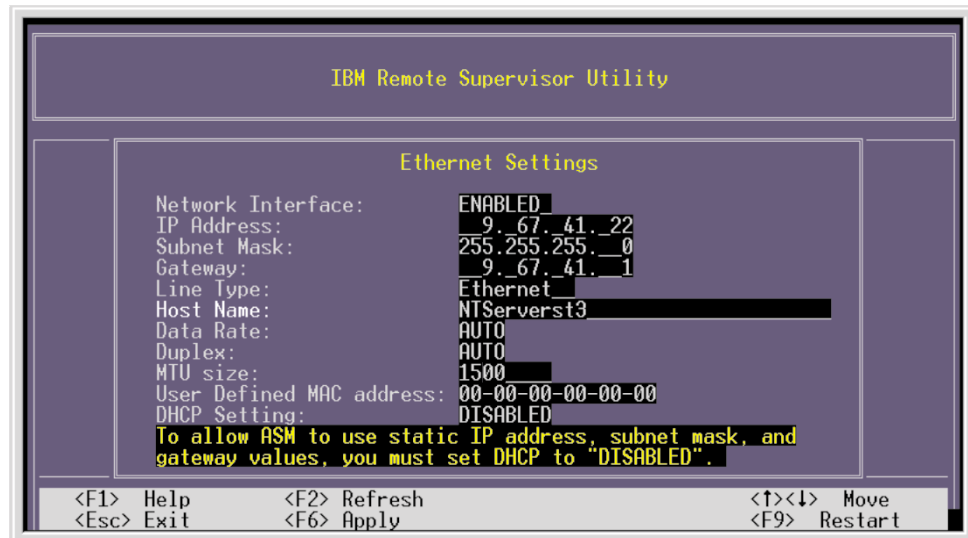 IBM Remote Supervisor Utility
Ethernet Settings
Network Interface: ENABLED_
IP Address: __9._67._41._22
Subnet Mask: 255.255.255.__0
Gateway: __9._67._41.__1
Line Type: Ethernet__
Host Name: NTServerst3______________________
Data Rate: AUTO
Duplex: AUTO
MTU size: 1500____
User Defined MAC address: 00-00-00-00-00-00
DHCP Setting: DISABLED
To allow ASM to use static IP address, subnet mask, and
gateway values, you must set DHCP to "DISABLED".
<F1> Help <F2> Refresh <↑><↓> Move
<Esc> Exit <F6> Apply <F9> Restart